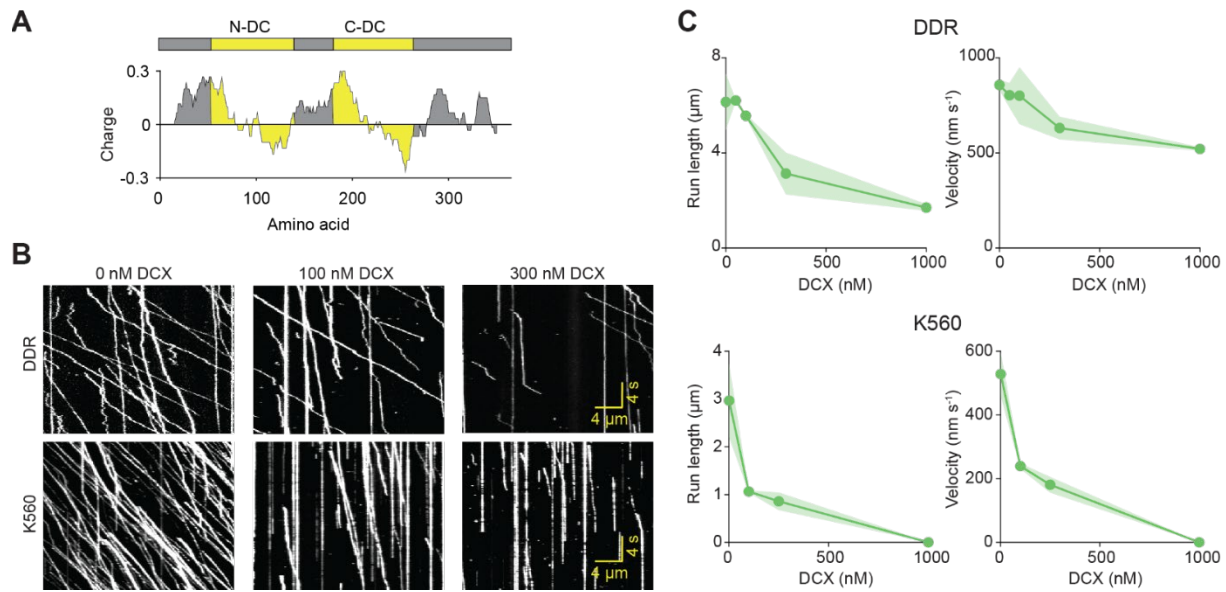 A
N-DC C-DC
0.3
0
-0.3
Charge
0 100 200 300
Amino acid
B
0 nM DCX 100 nM DCX 300 nM DCX
DDR
4 s
4 µm
K560
4 s
4 µm
C
DDR
8
4
0
Run length (µm)
500 1000
DCX (nM)
1000
500
0
Velocity (nm s⁻¹)
500 1000
DCX (nM)
K560
4
3
2
1
0
Run length (µm)
0 500 1000
DCX (nM)
600
400
200
0
Velocity (nm s⁻¹)
0 500 1000
DCX (nM)